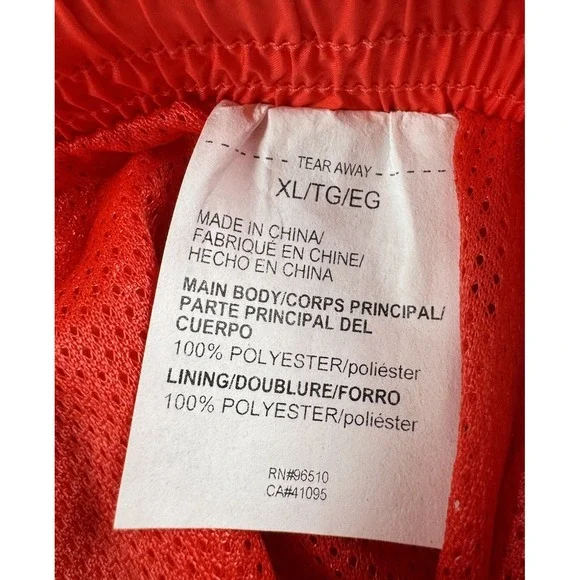 TEAR AWAY
XL/TG/EG
MADE IN CHINA/
FABRIQUÉ EN CHINE/
HECHO EN CHINA
MAIN BODY/CORPS PRINCIPAL/
PARTE PRINCIPAL DEL
CUERPO
100% POLYESTER/poliéster
LINING/DOUBLURE/FORRO
100% POLYESTER/poliéster
RN#96510
CA#41095